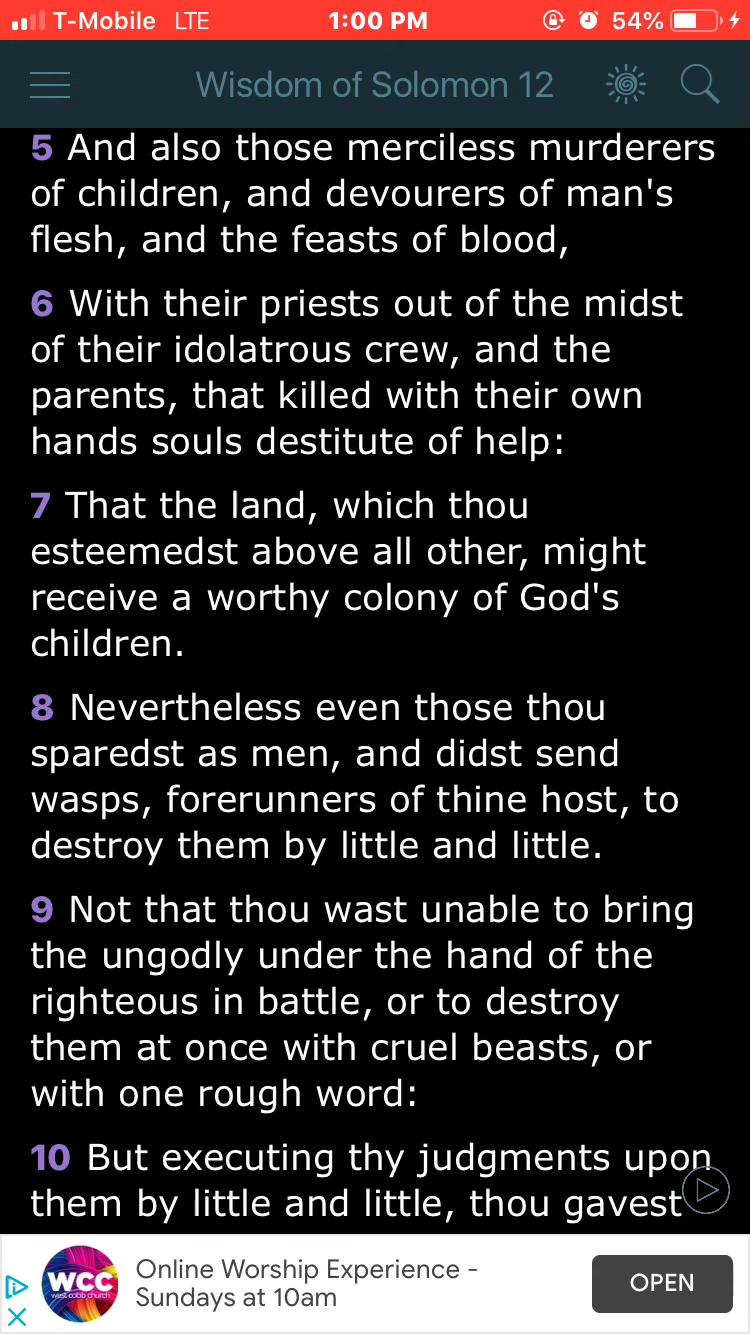 T-Mobile LTE 1:00 PM 54%
Wisdom of Solomon 12
5 And also those merciless murderers
of children, and devourers of man's
flesh, and the feasts of blood,
6 With their priests out of the midst
of their idolatrous crew, and the
parents, that killed with their own
hands souls destitute of help:
7 That the land, which thou
esteemedst above all other, might
receive a worthy colony of God's
children.
8 Nevertheless even those thou
sparedst as men, and didst send
wasps, forerunners of thine host, to
destroy them by little and little.
9 Not that thou wast unable to bring
the ungodly under the hand of the
righteous in battle, or to destroy
them at once with cruel beasts, or
with one rough word:
10 But executing thy judgments upon
them by little and little, thou gavest
WCC
west cobb church
Online Worship Experience -
Sundays at 10am
OPEN